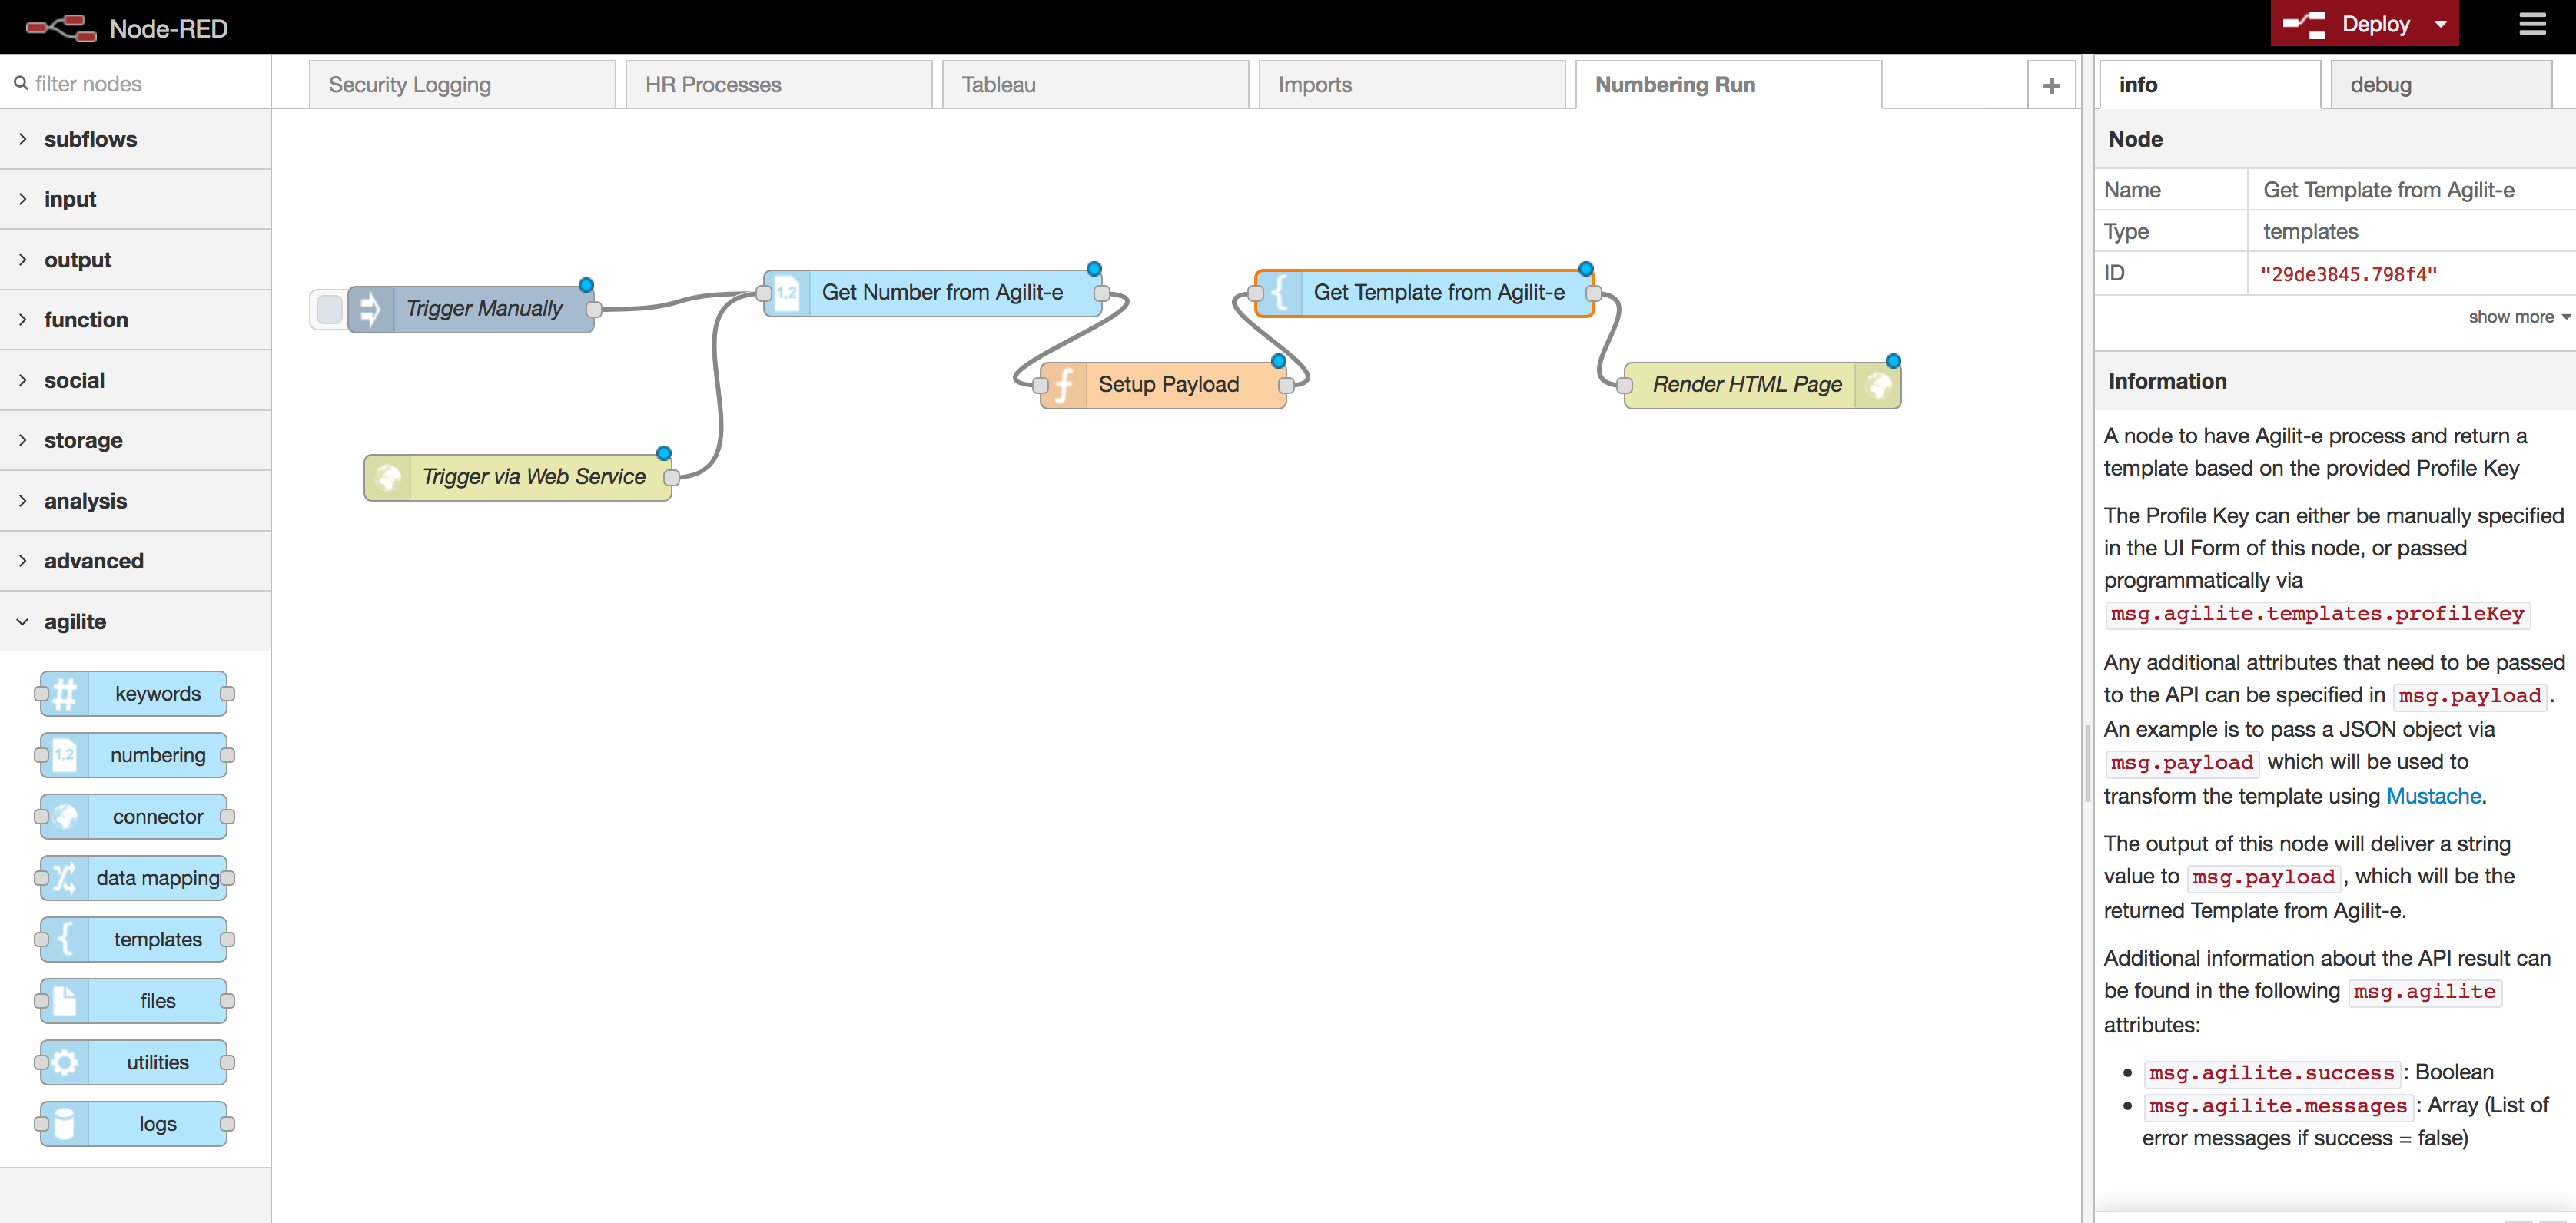 Node-RED
Deploy
filter nodes
Security Logging
HR Processes
Tableau
Imports
Numbering Run
+
info
debug
subflows
input
output
function
social
storage
analysis
advanced
agilite
# keywords
1,2 numbering
connector
data mapping
{ templates
files
utilities
logs
Trigger Manually
1,2 Get Number from Agilit-e
{ Get Template from Agilit-e
f Setup Payload
Render HTML Page
Trigger via Web Service
Node
Name Get Template from Agilit-e
Type templates
ID "29de3845.798f4"
show more
Information
A node to have Agilit-e process and return a
template based on the provided Profile Key
The Profile Key can either be manually specified
in the UI Form of this node, or passed
programmatically via
msg.agilite.templates.profileKey
Any additional attributes that need to be passed
to the API can be specified in msg.payload.
An example is to pass a JSON object via
msg.payload which will be used to
transform the template using Mustache.
The output of this node will deliver a string
value to msg.payload, which will be the
returned Template from Agilit-e.
Additional information about the API result can
be found in the following msg.agilite
attributes:
• msg.agilite.success: Boolean
• msg.agilite.messages: Array (List of
error messages if success = false)